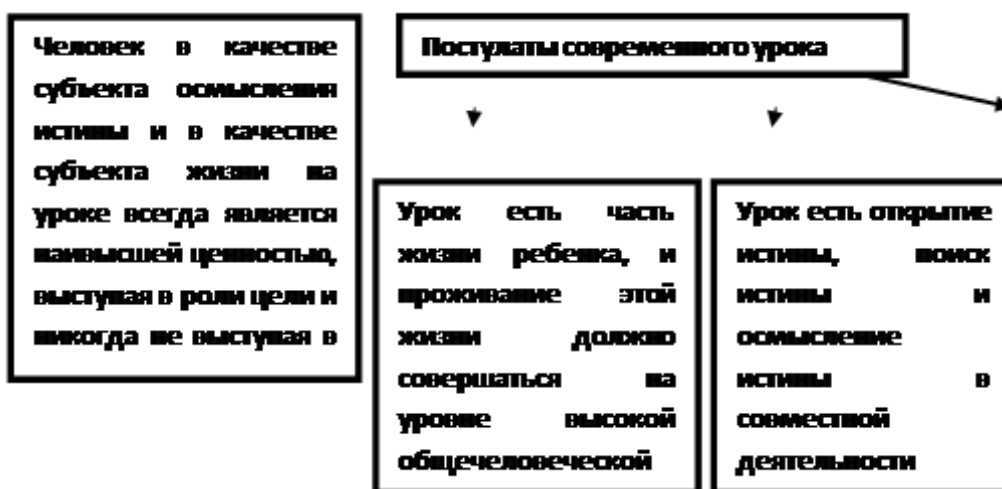 Постулаты современного урока
Человек в качестве
субъекта осмысления
истины и в качестве
субъекта жизни на
уроке всегда является
наивысшей ценностью,
выступая в роли цели и
никогда не выступая в
Урок есть часть
жизни ребенка, и
проживание этой
жизни должно
совершаться на
уровне высокой
общечеловеческой
Урок есть открытие
истины, поиск
истины и
осмысление
истины в
совместной
деятельности